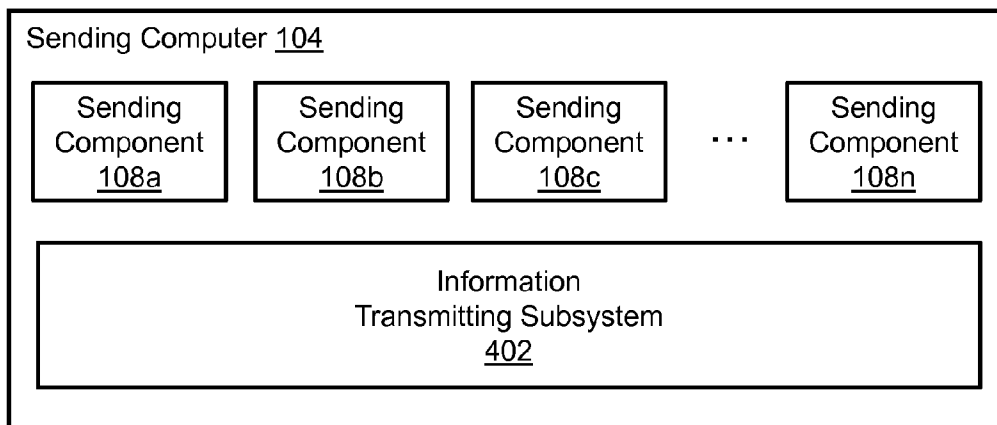 Sending Computer 104
Sending
Component
108a
Sending
Component
108b
Sending
Component
108c
...
Sending
Component
108n
Information
Transmitting Subsystem
402